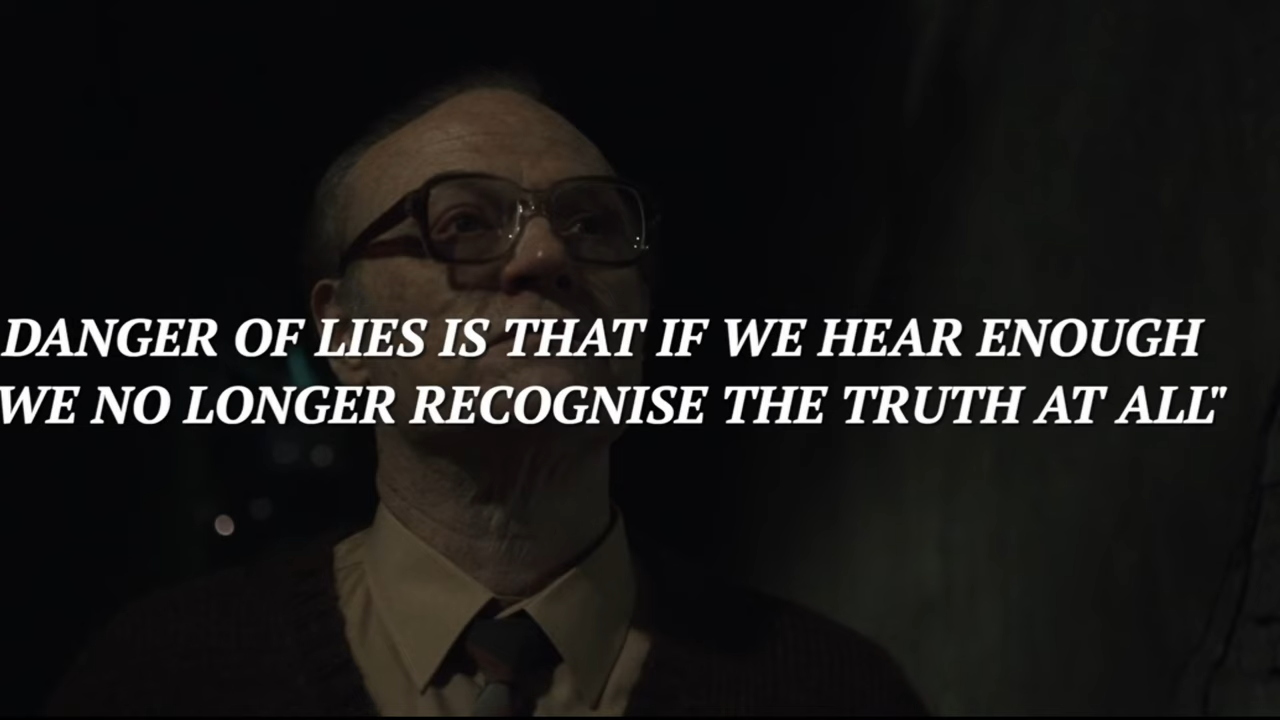 DANGER OF LIES IS THAT IF WE HEAR ENOUGH
WE NO LONGER RECOGNISE THE TRUTH AT ALL"